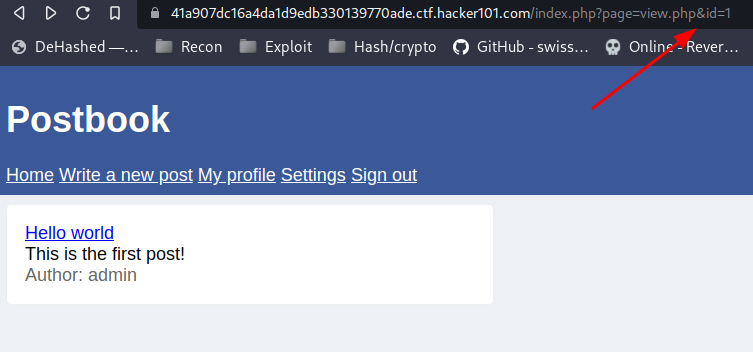 41a907dc16a4da1d9edb330139770ade.ctf.hacker101.com/index.php?page=view.php&id=1
DeHashed —… Recon Exploit Hash/crypto GitHub - swiss… Online - Rever…
Postbook
Home Write a new post My profile Settings Sign out
Hello world
This is the first post!
Author: admin